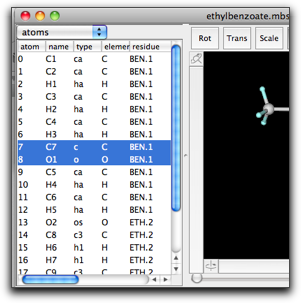 ethylbenzoate.mbs
atoms
Rot Trans Scale
atom name type elemen residue
0 C1 ca C BEN.1
1 C2 ca C BEN.1
2 H1 ha H BEN.1
3 C3 ca C BEN.1
4 H2 ha H BEN.1
5 C4 ca C BEN.1
6 H3 ha H BEN.1
7 C7 c C BEN.1
8 O1 o O BEN.1
9 C5 ca C BEN.1
10 H4 ha H BEN.1
11 C6 ca C BEN.1
12 H5 ha H BEN.1
13 O2 os O ETH.2
14 C8 c3 C ETH.2
15 H6 h1 H ETH.2
16 H7 h1 H ETH.2
17 C9 c3 C ETH.2